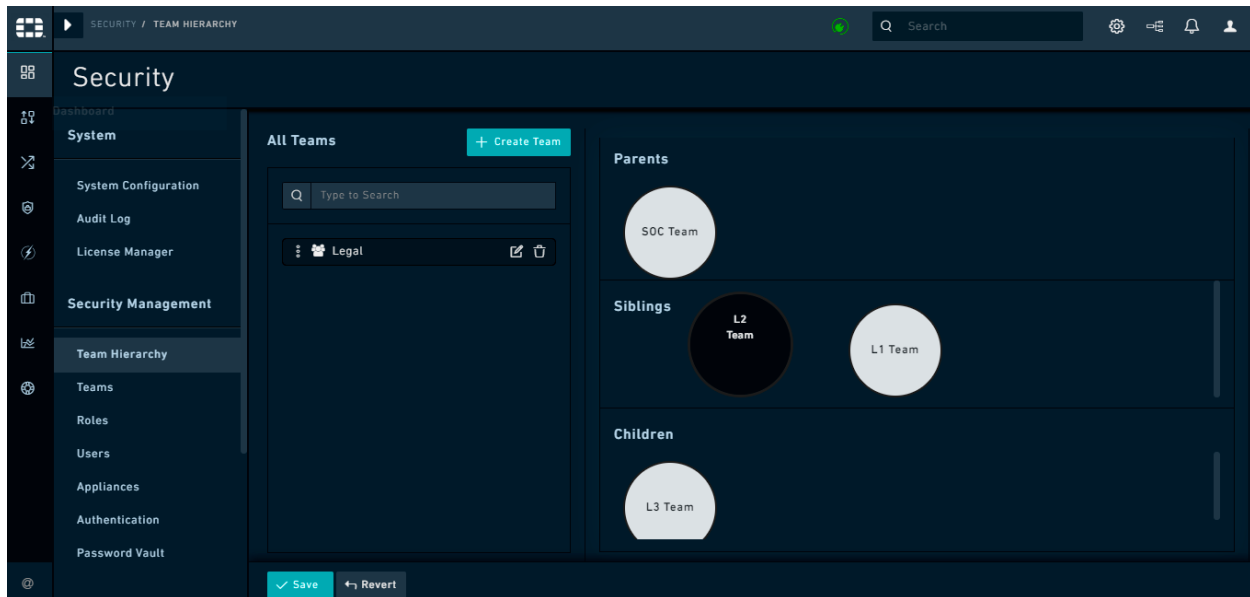 SECURITY / TEAM HIERARCHY
Search
Security
Dashboard
System
System Configuration
Audit Log
License Manager
Security Management
Team Hierarchy
Teams
Roles
Users
Appliances
Authentication
Password Vault
@
All Teams
+ Create Team
Type to Search
Legal
Parents
SOC Team
Siblings
L2
Team
L1 Team
Children
L3 Team
Save
Revert